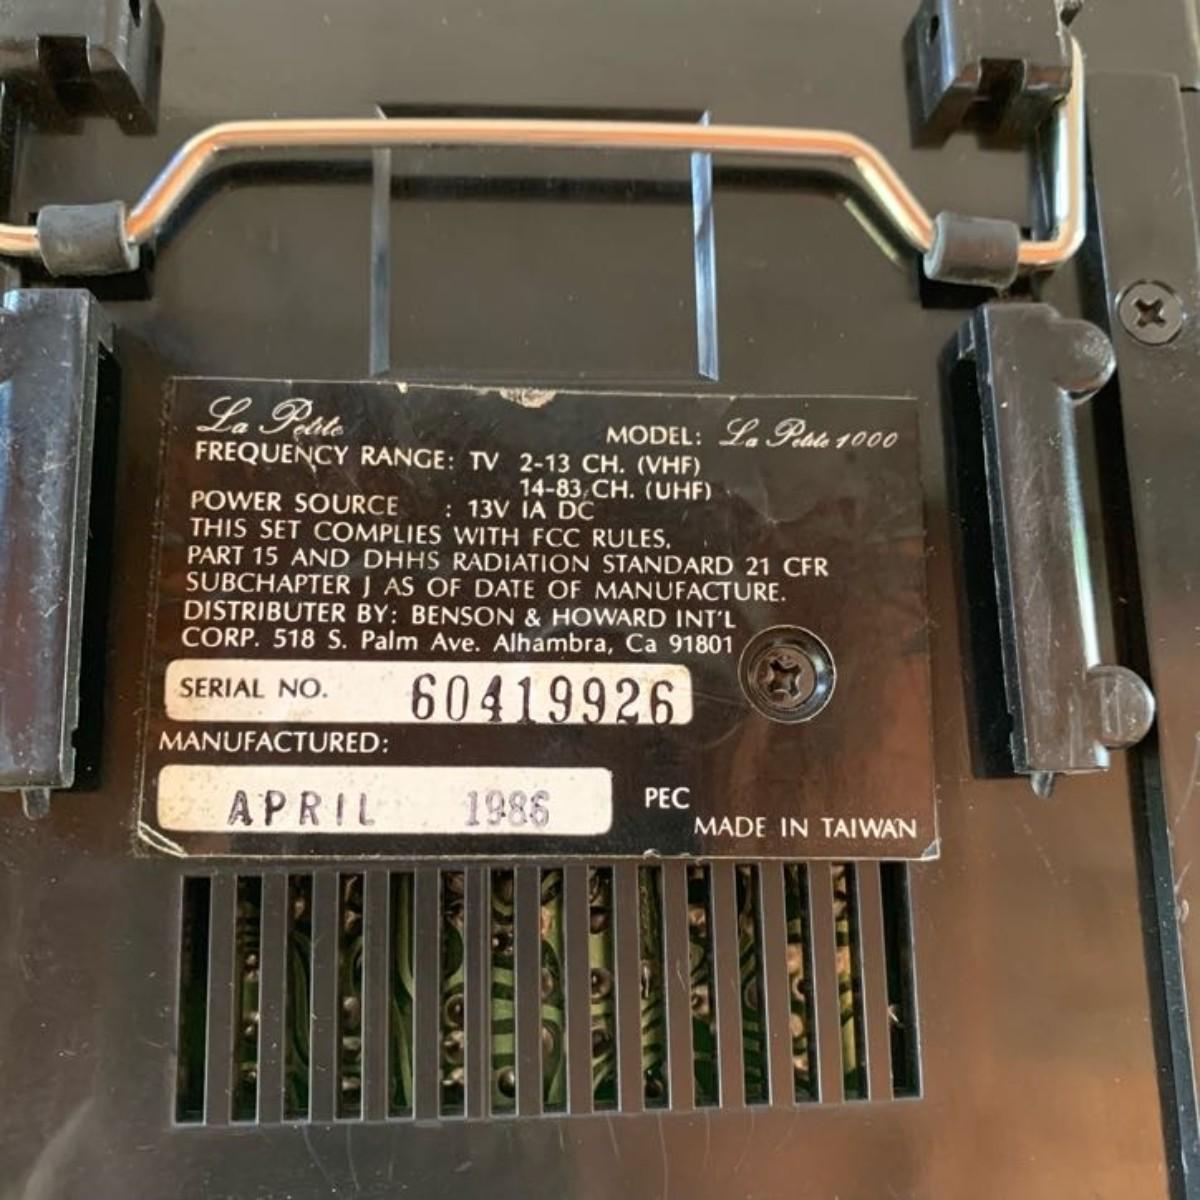 La Petite MODEL: La Petite 1000
FREQUENCY RANGE: TV 2-13 CH. (VHF)
14-83 CH. (UHF)
POWER SOURCE : 13V 1A DC
THIS SET COMPLIES WITH FCC RULES,
PART 15 AND DHHS RADIATION STANDARD 21 CFR
SUBCHAPTER J AS OF DATE OF MANUFACTURE.
DISTRIBUTER BY: BENSON & HOWARD INT'L
CORP. 518 S. Palm Ave. Alhambra, Ca 91801
SERIAL NO. 60419926
MANUFACTURED:
APRIL 1986 PEC
MADE IN TAIWAN